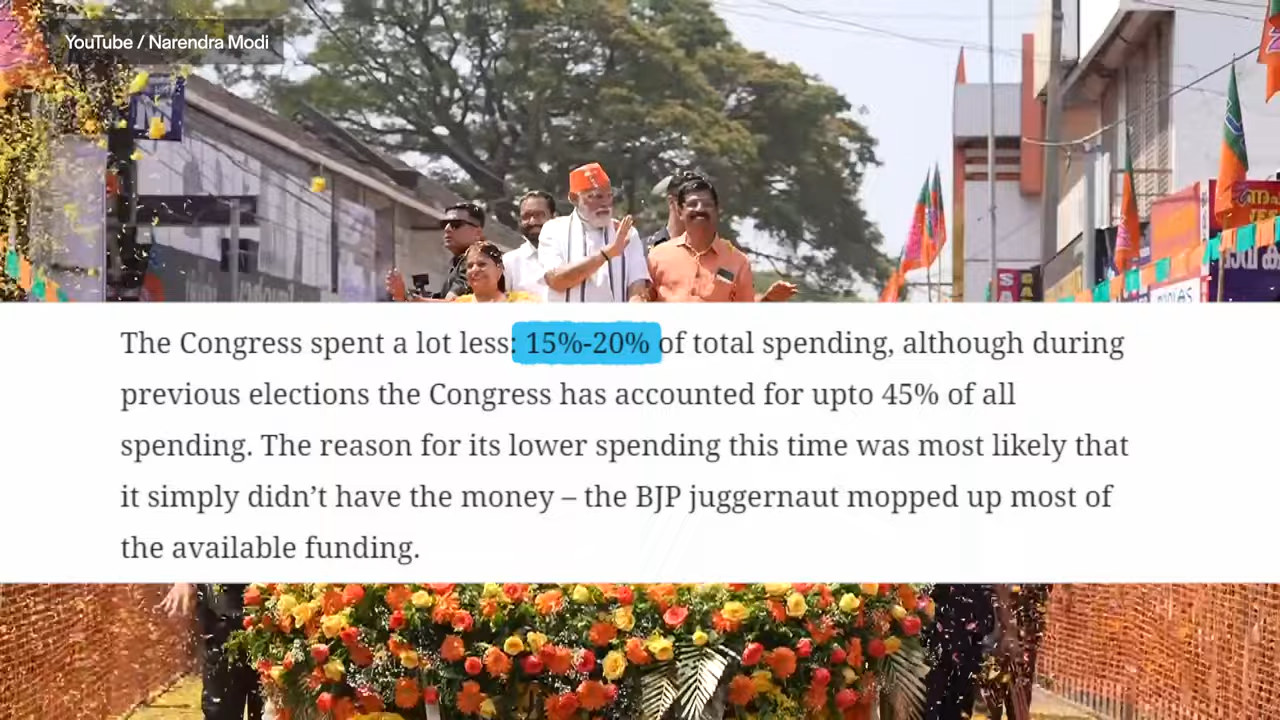 YouTube / Narendra Modi
The Congress spent a lot less: 15%-20% of total spending, although during
previous elections the Congress has accounted for upto 45% of all
spending. The reason for its lower spending this time was most likely that
it simply didn’t have the money – the BJP juggernaut mopped up most of
the available funding.